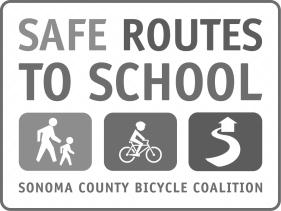 SAFE ROUTES
TO SCHOOL
SONOMA COUNTY BICYCLE COALITION